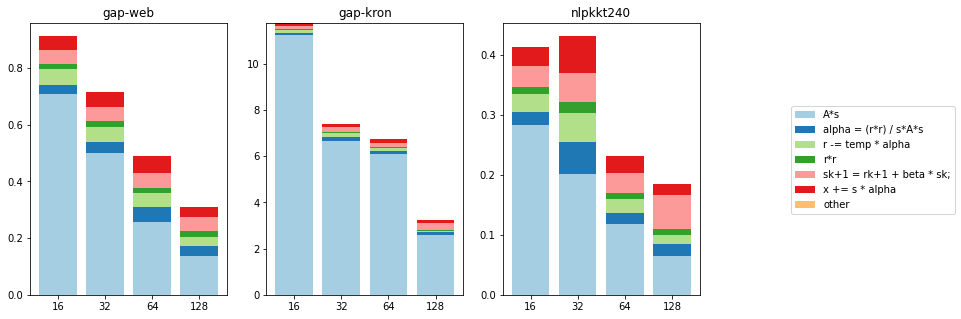 gap-web
gap-kron
nlpkkt240
0.8
0.6
0.4
0.2
0.0
16
32
64
128
10
8
6
4
2
0
16
32
64
128
0.4
0.3
0.2
0.1
0.0
16
32
64
128
A*s
alpha = (r*r) / s*A*s
r -= temp * alpha
r*r
sk+1 = rk+1 + beta * sk;
x += s * alpha
other